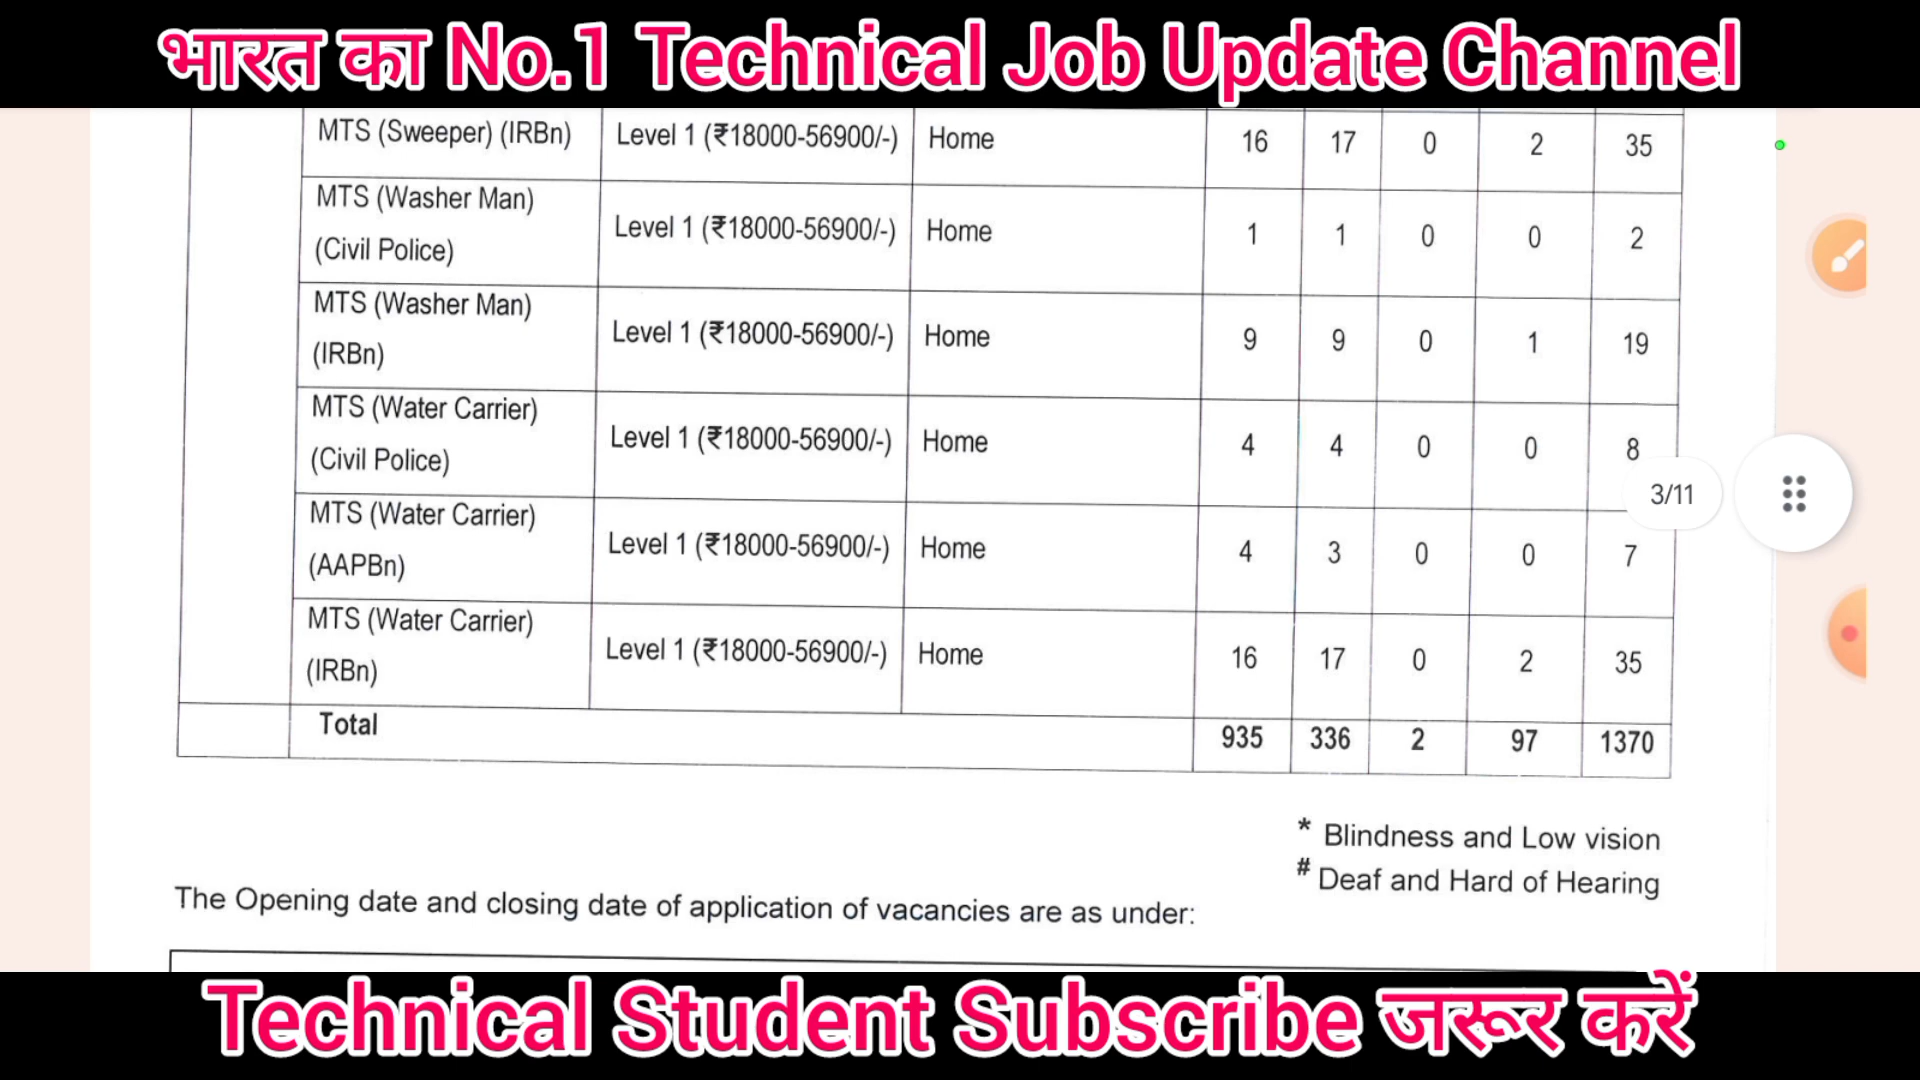 भारत का No.1 Technical Job Update Channel
MTS (Sweeper) (IRBn) Level 1 (₹18000-56900/-) Home 16 17 0 2 35
MTS (Washer Man)
(Civil Police) Level 1 (₹18000-56900/-) Home 1 1 0 0 2
MTS (Washer Man)
(IRBn) Level 1 (₹18000-56900/-) Home 9 9 0 1 19
MTS (Water Carrier)
(Civil Police) Level 1 (₹18000-56900/-) Home 4 4 0 0 8
3/11
MTS (Water Carrier)
(AAPBn) Level 1 (₹18000-56900/-) Home 4 3 0 0 7
MTS (Water Carrier)
(IRBn) Level 1 (₹18000-56900/-) Home 16 17 0 2 35
Total 935 336 2 97 1370
* Blindness and Low vision
# Deaf and Hard of Hearing
The Opening date and closing date of application of vacancies are as under:
Technical Student Subscribe जरूर करें